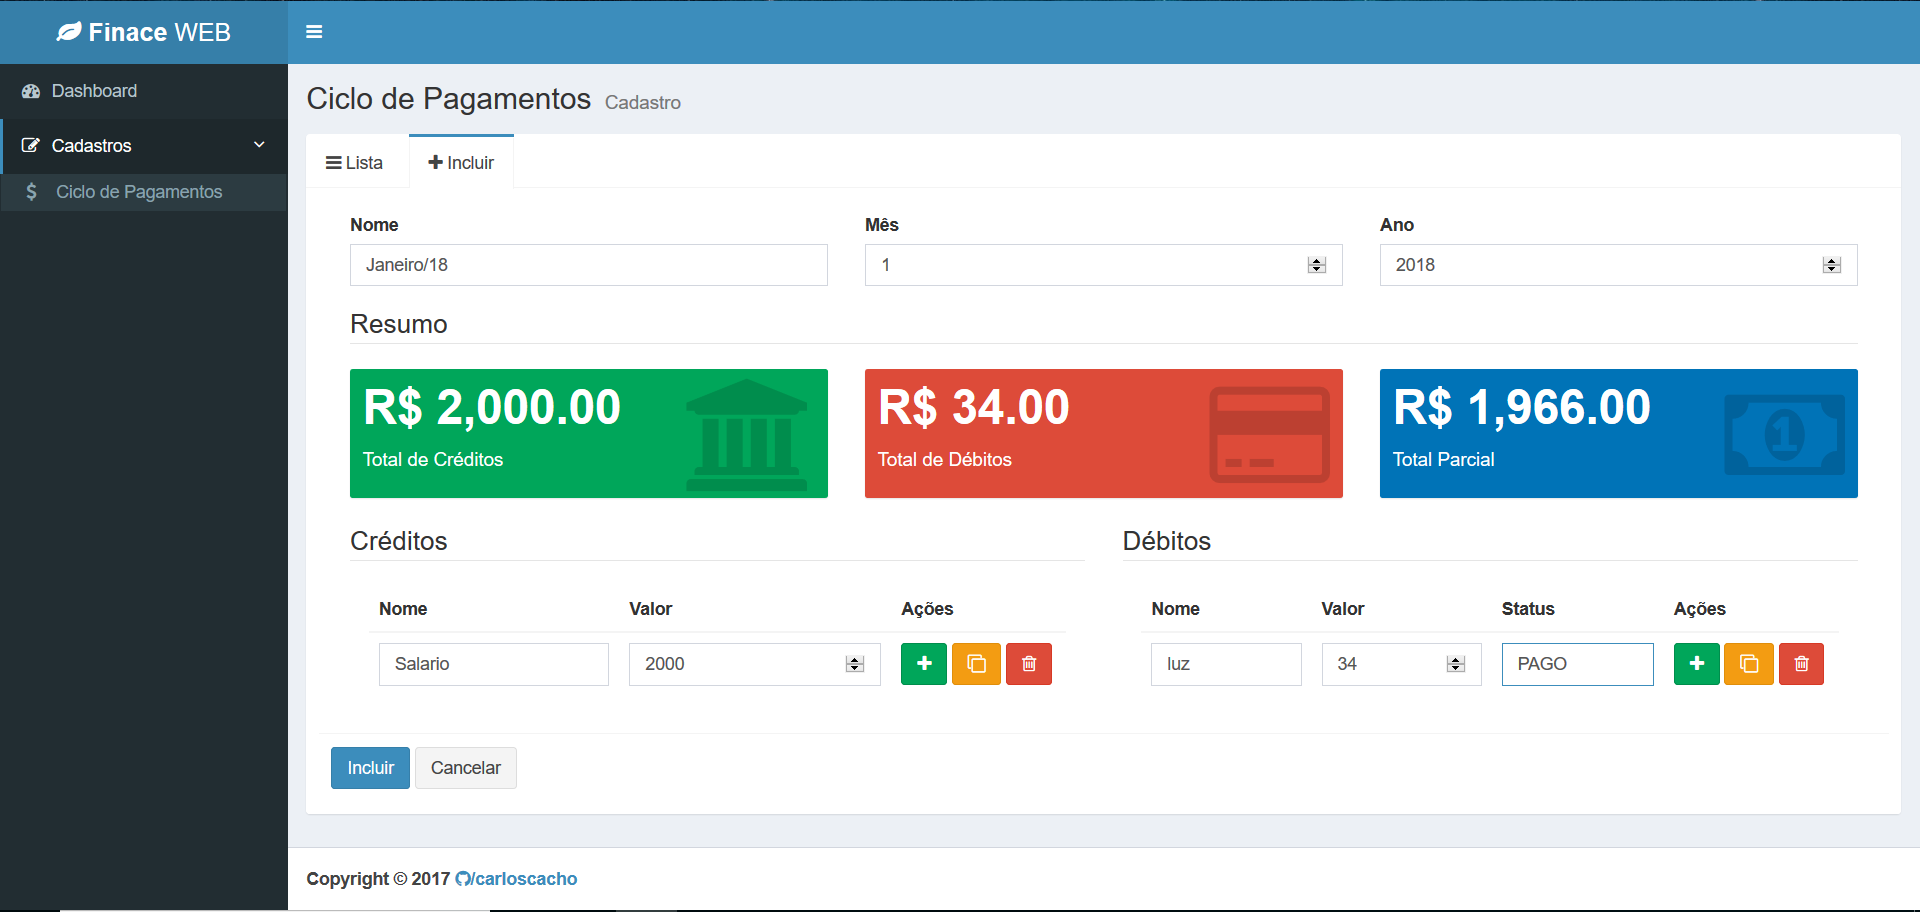 Finace WEB
Dashboard
Cadastros
Ciclo de Pagamentos
Ciclo de Pagamentos Cadastro
Lista Incluir
Nome Mês Ano
Janeiro/18 1 2018
Resumo
R$ 2,000.00
Total de Créditos
R$ 34.00
Total de Débitos
R$ 1,966.00
Total Parcial
1
Créditos
Nome Valor Ações
Salario 2000
Débitos
Nome Valor Status Ações
luz 34 PAGO
Incluir Cancelar
Copyright © 2017 /carloscacho